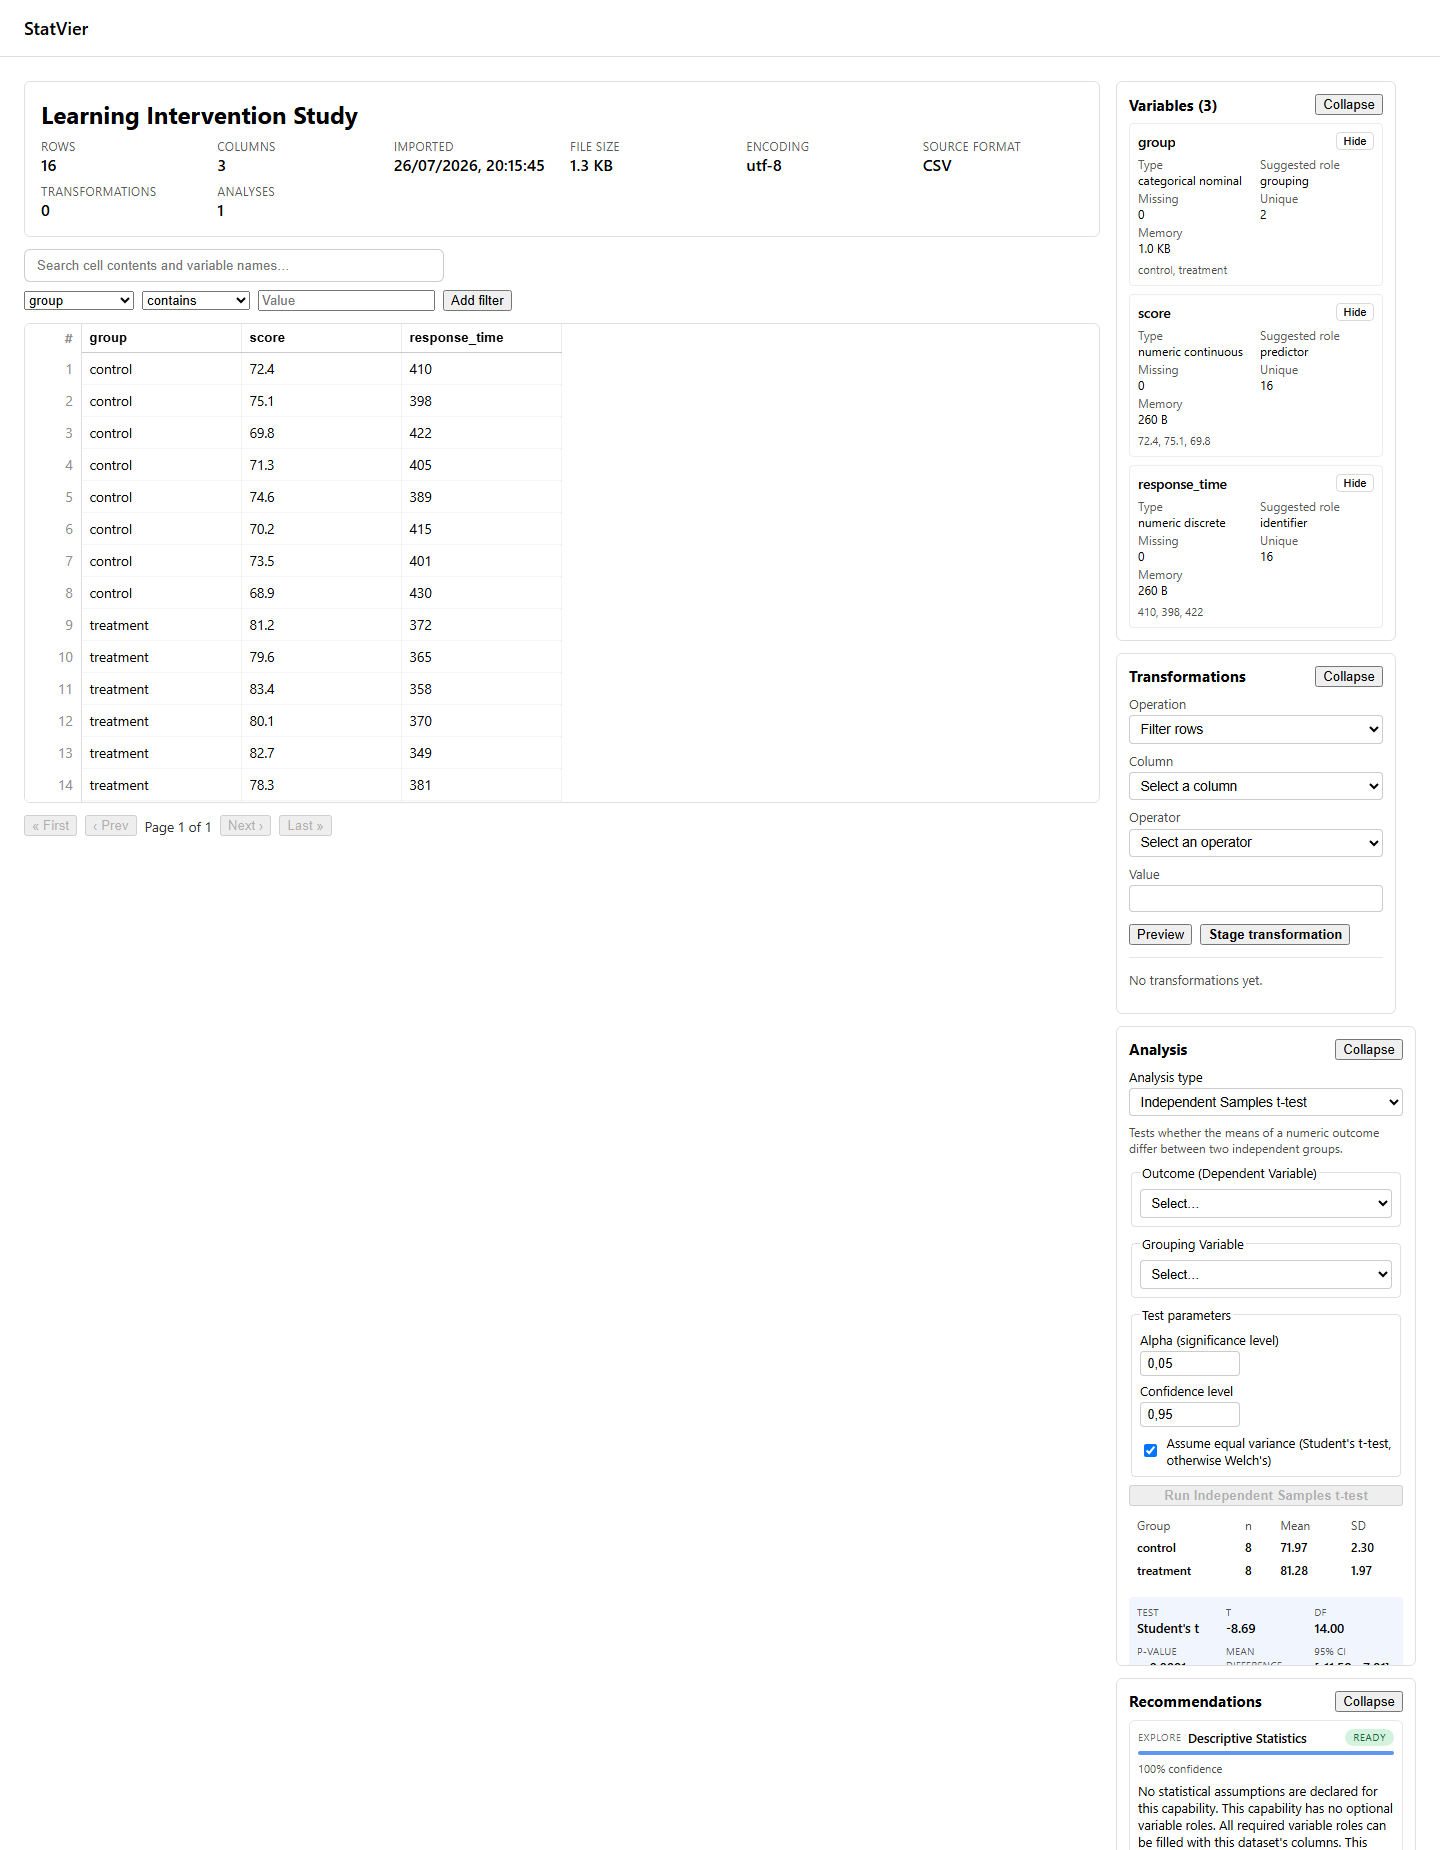 StatVier
Learning Intervention Study
ROWS COLUMNS IMPORTED FILE SIZE ENCODING SOURCE FORMAT
16 3 26/07/2026, 20:15:45 1.3 KB utf-8 CSV
TRANSFORMATIONS ANALYSES
0 1
Search cell contents and variable names...
group contains Value Add filter
# group score response_time
1 control 72.4 410
2 control 75.1 398
3 control 69.8 422
4 control 71.3 405
5 control 74.6 389
6 control 70.2 415
7 control 73.5 401
8 control 68.9 430
9 treatment 81.2 372
10 treatment 79.6 365
11 treatment 83.4 358
12 treatment 80.1 370
13 treatment 82.7 349
14 treatment 78.3 381
« First ‹ Prev Page 1 of 1 Next › Last »
Variables (3) Collapse
group Hide
Type Suggested role
categorical nominal grouping
Missing Unique
0 2
Memory
1.0 KB
control, treatment
score Hide
Type Suggested role
numeric continuous predictor
Missing Unique
0 16
Memory
260 B
72.4, 75.1, 69.8
response_time Hide
Type Suggested role
numeric discrete identifier
Missing Unique
0 16
Memory
260 B
410, 398, 422
Transformations Collapse
Operation
Filter rows
Column
Select a column
Operator
Select an operator
Value
Preview Stage transformation
No transformations yet.
Analysis Collapse
Analysis type
Independent Samples t-test
Tests whether the means of a numeric outcome
differ between two independent groups.
Outcome (Dependent Variable)
Select...
Grouping Variable
Select...
Test parameters
Alpha (significance level)
0,05
Confidence level
0,95
Assume equal variance (Student's t-test,
otherwise Welch's)
Run Independent Samples t-test
Group n Mean SD
control 8 71.97 2.30
treatment 8 81.28 1.97
TEST T DF
Student's t -8.69 14.00
P-VALUE MEAN 95% CI
DIFFERENCE
Recommendations Collapse
EXPLORE Descriptive Statistics READY
100% confidence
No statistical assumptions are declared for
this capability. This capability has no optional
variable roles. All required variable roles can
be filled with this dataset's columns. This